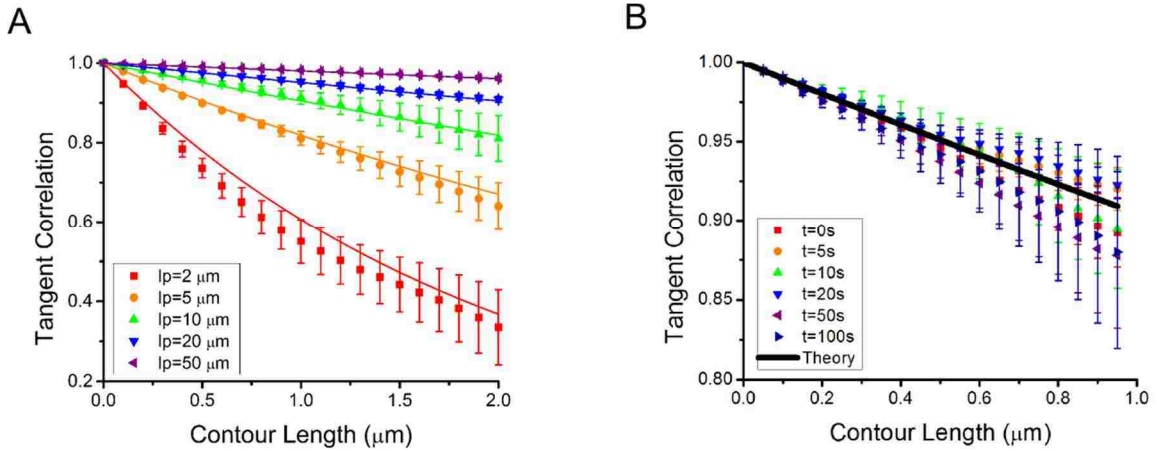 A
1.0
0.8
0.6
0.4
0.2
0.0
0.5
1.0
1.5
2.0
Tangent Correlation
Contour Length (μm)
lp=2 μm
lp=5 μm
lp=10 μm
lp=20 μm
lp=50 μm
B
1.00
0.95
0.90
0.85
0.80
0.0
0.2
0.4
0.6
0.8
1.0
Tangent Correlation
Contour Length (μm)
t=0s
t=5s
t=10s
t=20s
t=50s
t=100s
Theory